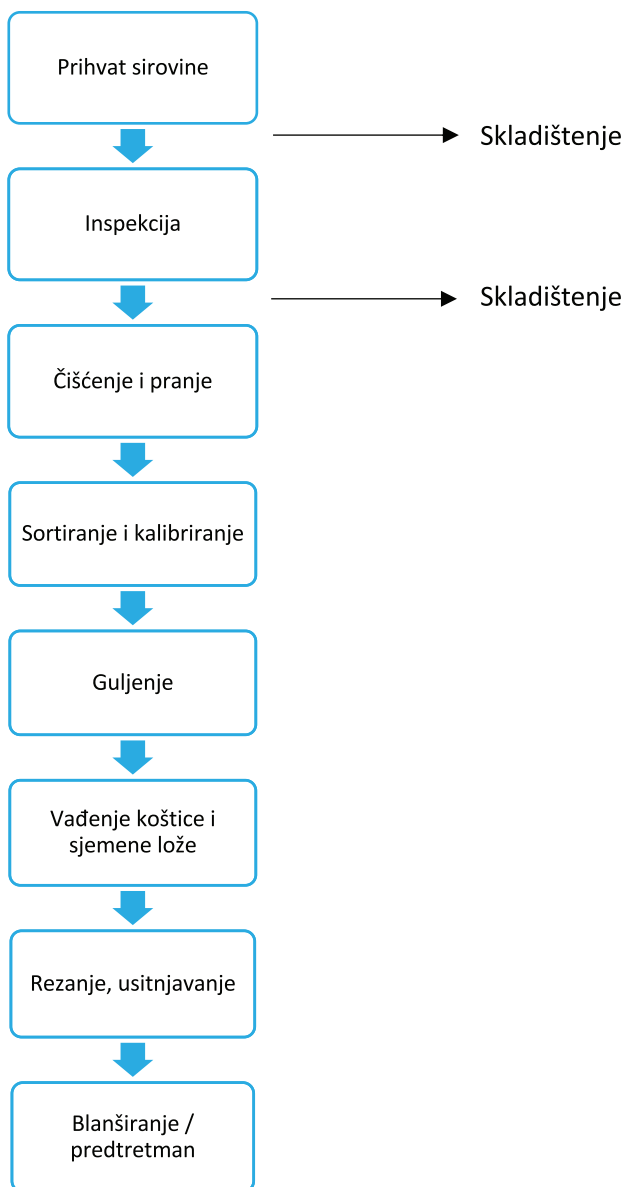 Prihvat sirovine
Skladištenje
Inspekcija
Skladištenje
Čišćenje i pranje
Sortiranje i kalibriranje
Guljenje
Vađenje koštice i
sjemene lože
Rezanje, usitnjavanje
Blanširanje /
predtretman